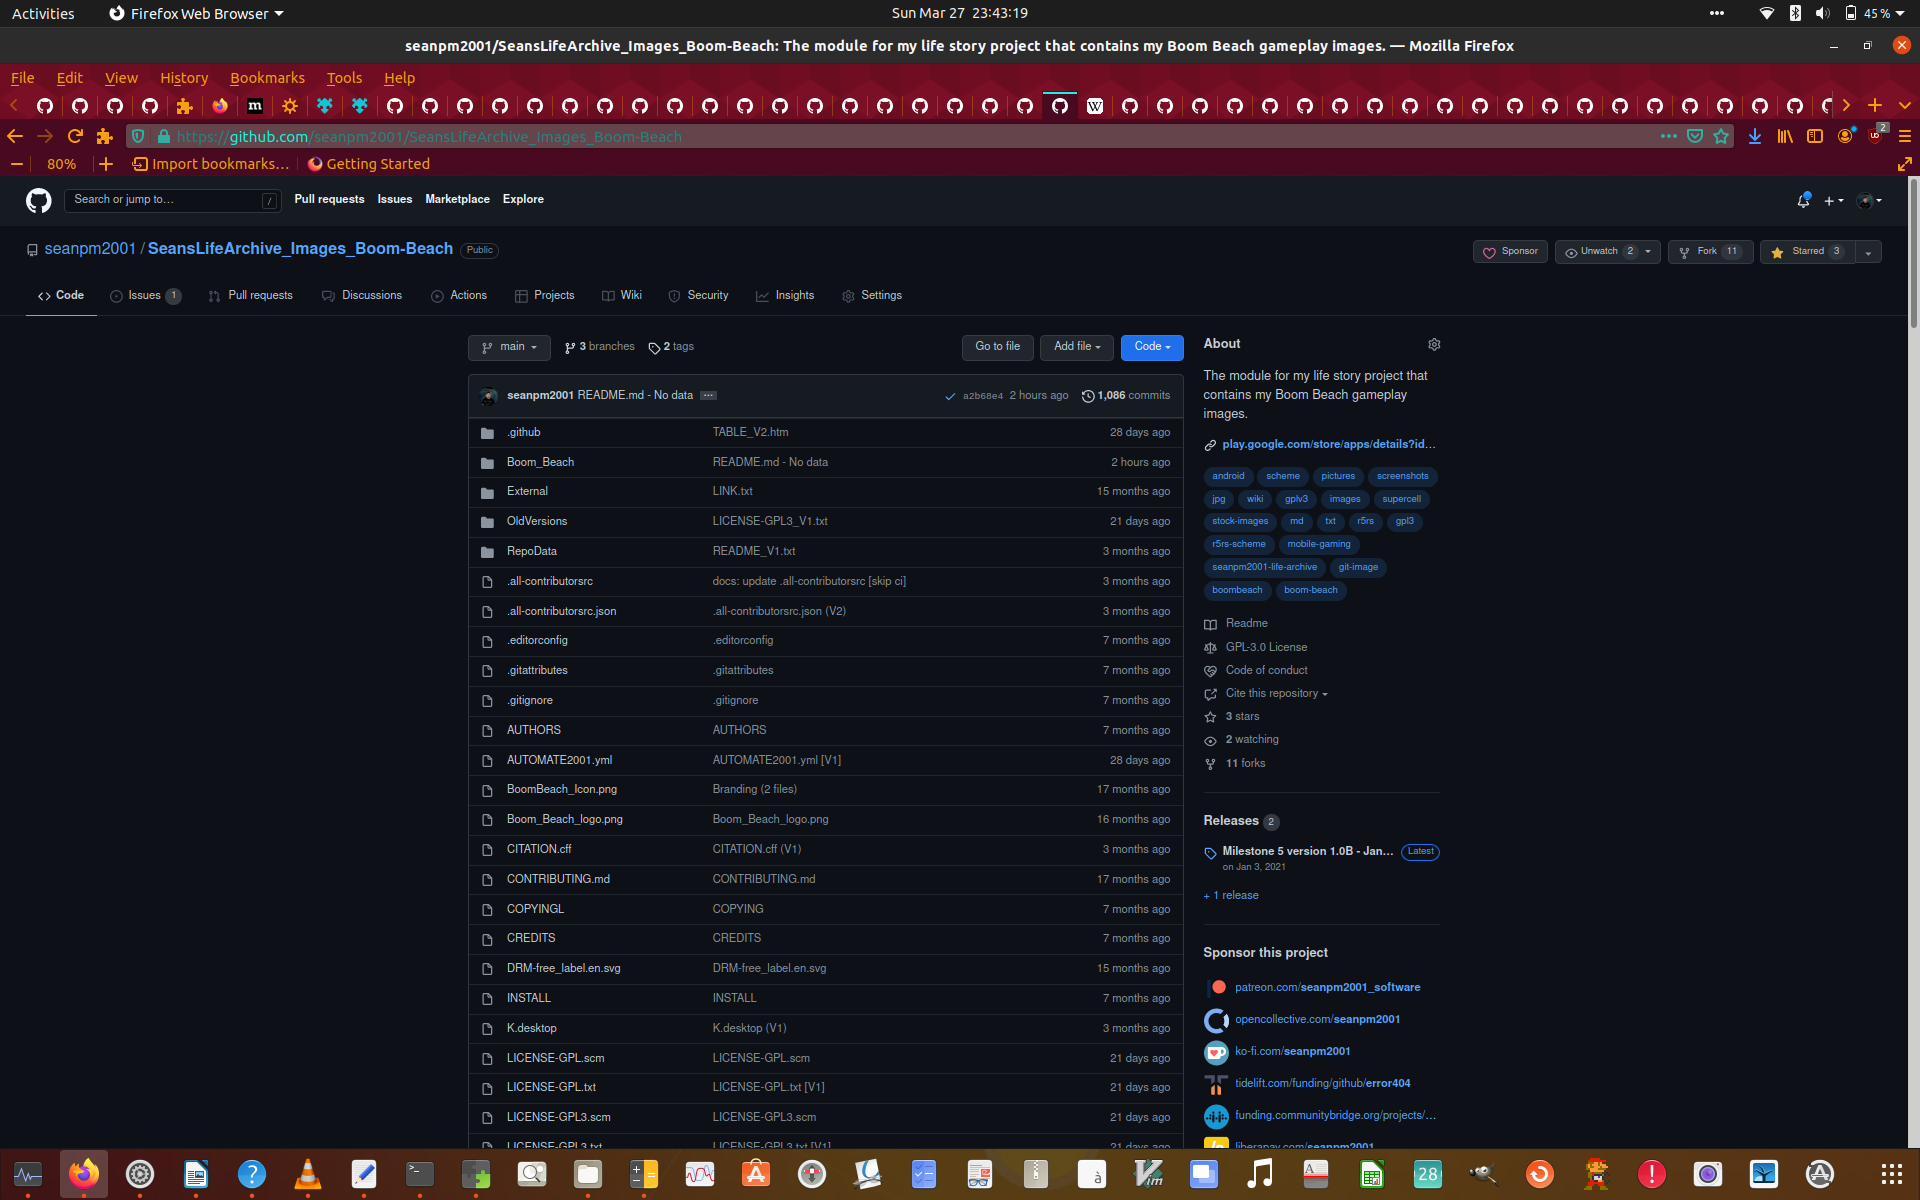 Activities Firefox Web Browser Sun Mar 27 23:43:19 45 %
seanpm2001/SeansLifeArchive_Images_Boom-Beach: The module for my life story project that contains my Boom Beach gameplay images. — Mozilla Firefox
File Edit View History Bookmarks Tools Help
https://github.com/seanpm2001/SeansLifeArchive_Images_Boom-Beach 2
80% Import bookmarks… Getting Started
Search or jump to… / Pull requests Issues Marketplace Explore
seanpm2001 / SeansLifeArchive_Images_Boom-Beach Public Sponsor Unwatch 2 Fork 11 Starred 3
Code Issues 1 Pull requests Discussions Actions Projects Wiki Security Insights Settings
main 3 branches 2 tags Go to file Add file Code
seanpm2001 README.md - No data ... a2b68e4 2 hours ago 1,086 commits
.github TABLE_V2.htm 28 days ago
Boom_Beach README.md - No data 2 hours ago
External LINK.txt 15 months ago
OldVersions LICENSE-GPL3_V1.txt 21 days ago
RepoData README_V1.txt 3 months ago
.all-contributorsrc docs: update .all-contributorsrc [skip ci] 3 months ago
.all-contributorsrc.json .all-contributorsrc.json (V2) 3 months ago
.editorconfig .editorconfig 7 months ago
.gitattributes .gitattributes 7 months ago
.gitignore .gitignore 7 months ago
AUTHORS AUTHORS 7 months ago
AUTOMATE2001.yml AUTOMATE2001.yml [V1] 28 days ago
BoomBeach_Icon.png Branding (2 files) 17 months ago
Boom_Beach_logo.png Boom_Beach_logo.png 16 months ago
CITATION.cff CITATION.cff (V1) 3 months ago
CONTRIBUTING.md CONTRIBUTING.md 17 months ago
COPYINGL COPYING 7 months ago
CREDITS CREDITS 7 months ago
DRM-free_label.en.svg DRM-free_label.en.svg 15 months ago
INSTALL INSTALL 7 months ago
K.desktop K.desktop (V1) 3 months ago
LICENSE-GPL.scm LICENSE-GPL.scm 21 days ago
LICENSE-GPL.txt LICENSE-GPL.txt [V1] 21 days ago
LICENSE-GPL3.scm LICENSE-GPL3.scm 21 days ago
LICENSE-GPL3.txt LICENSE-GPL3.txt [V1] 21 days ago
About
The module for my life story project that
contains my Boom Beach gameplay
images.
play.google.com/store/apps/details?id…
android scheme pictures screenshots
jpg wiki gplv3 images supercell
stock-images md txt r5rs gpl3
r5rs-scheme mobile-gaming
seanpm2001-life-archive git-image
boombeach boom-beach
Readme
GPL-3.0 License
Code of conduct
Cite this repository
3 stars
2 watching
11 forks
Releases 2
Milestone 5 version 1.0B - Jan… Latest
on Jan 3, 2021
+ 1 release
Sponsor this project
patreon.com/seanpm2001_software
opencollective.com/seanpm2001
ko-fi.com/seanpm2001
tidelift.com/funding/github/error404
funding.communitybridge.org/projects/…
liberapay.com/seanpm2001
28